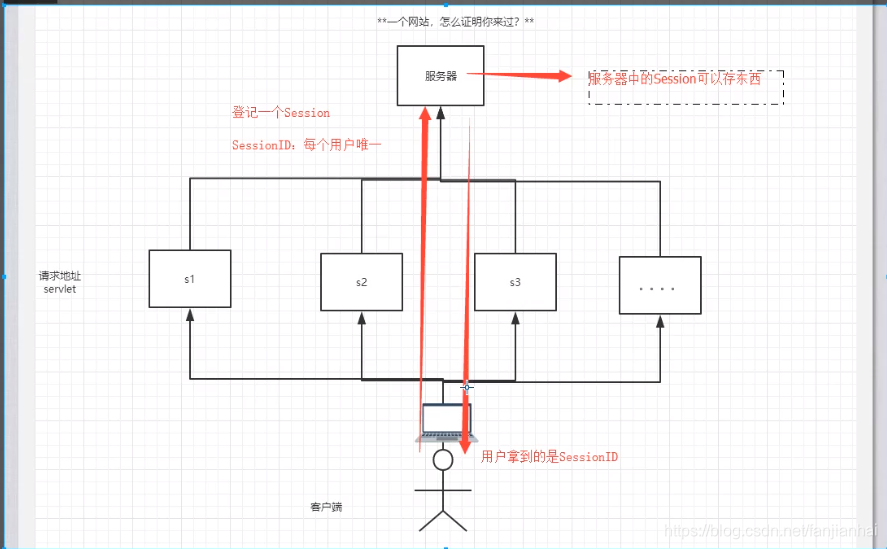 **一个网站，怎么证明你来过？**
服务器
服务器中的Session可以存东西
登记一个Session
SessionID：每个用户唯一
请求地址
servlet
s1
s2
s3
....
用户拿到的是SessionID
客户端
https://blog.csdn.net/fanjianhai